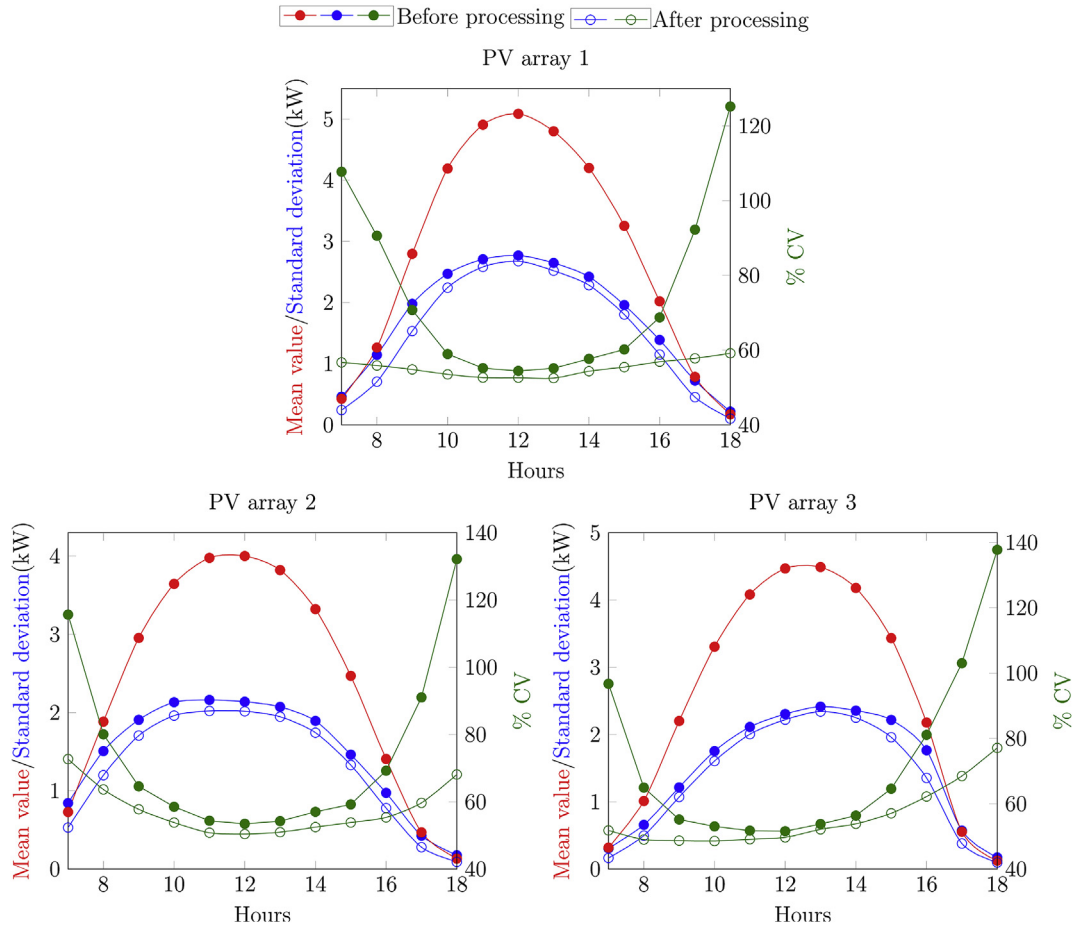 Before processing After processing
PV array 1
Mean value/Standard deviation(kW)
0 1 2 3 4 5
% CV
40 60 80 100 120
8 10 12 14 16 18
Hours
PV array 2
Mean value/Standard deviation(kW)
0 1 2 3 4
% CV
40 60 80 100 120 140
8 10 12 14 16 18
Hours
PV array 3
Mean value/Standard deviation(kW)
0 1 2 3 4 5
% CV
40 60 80 100 120 140
8 10 12 14 16 18
Hours